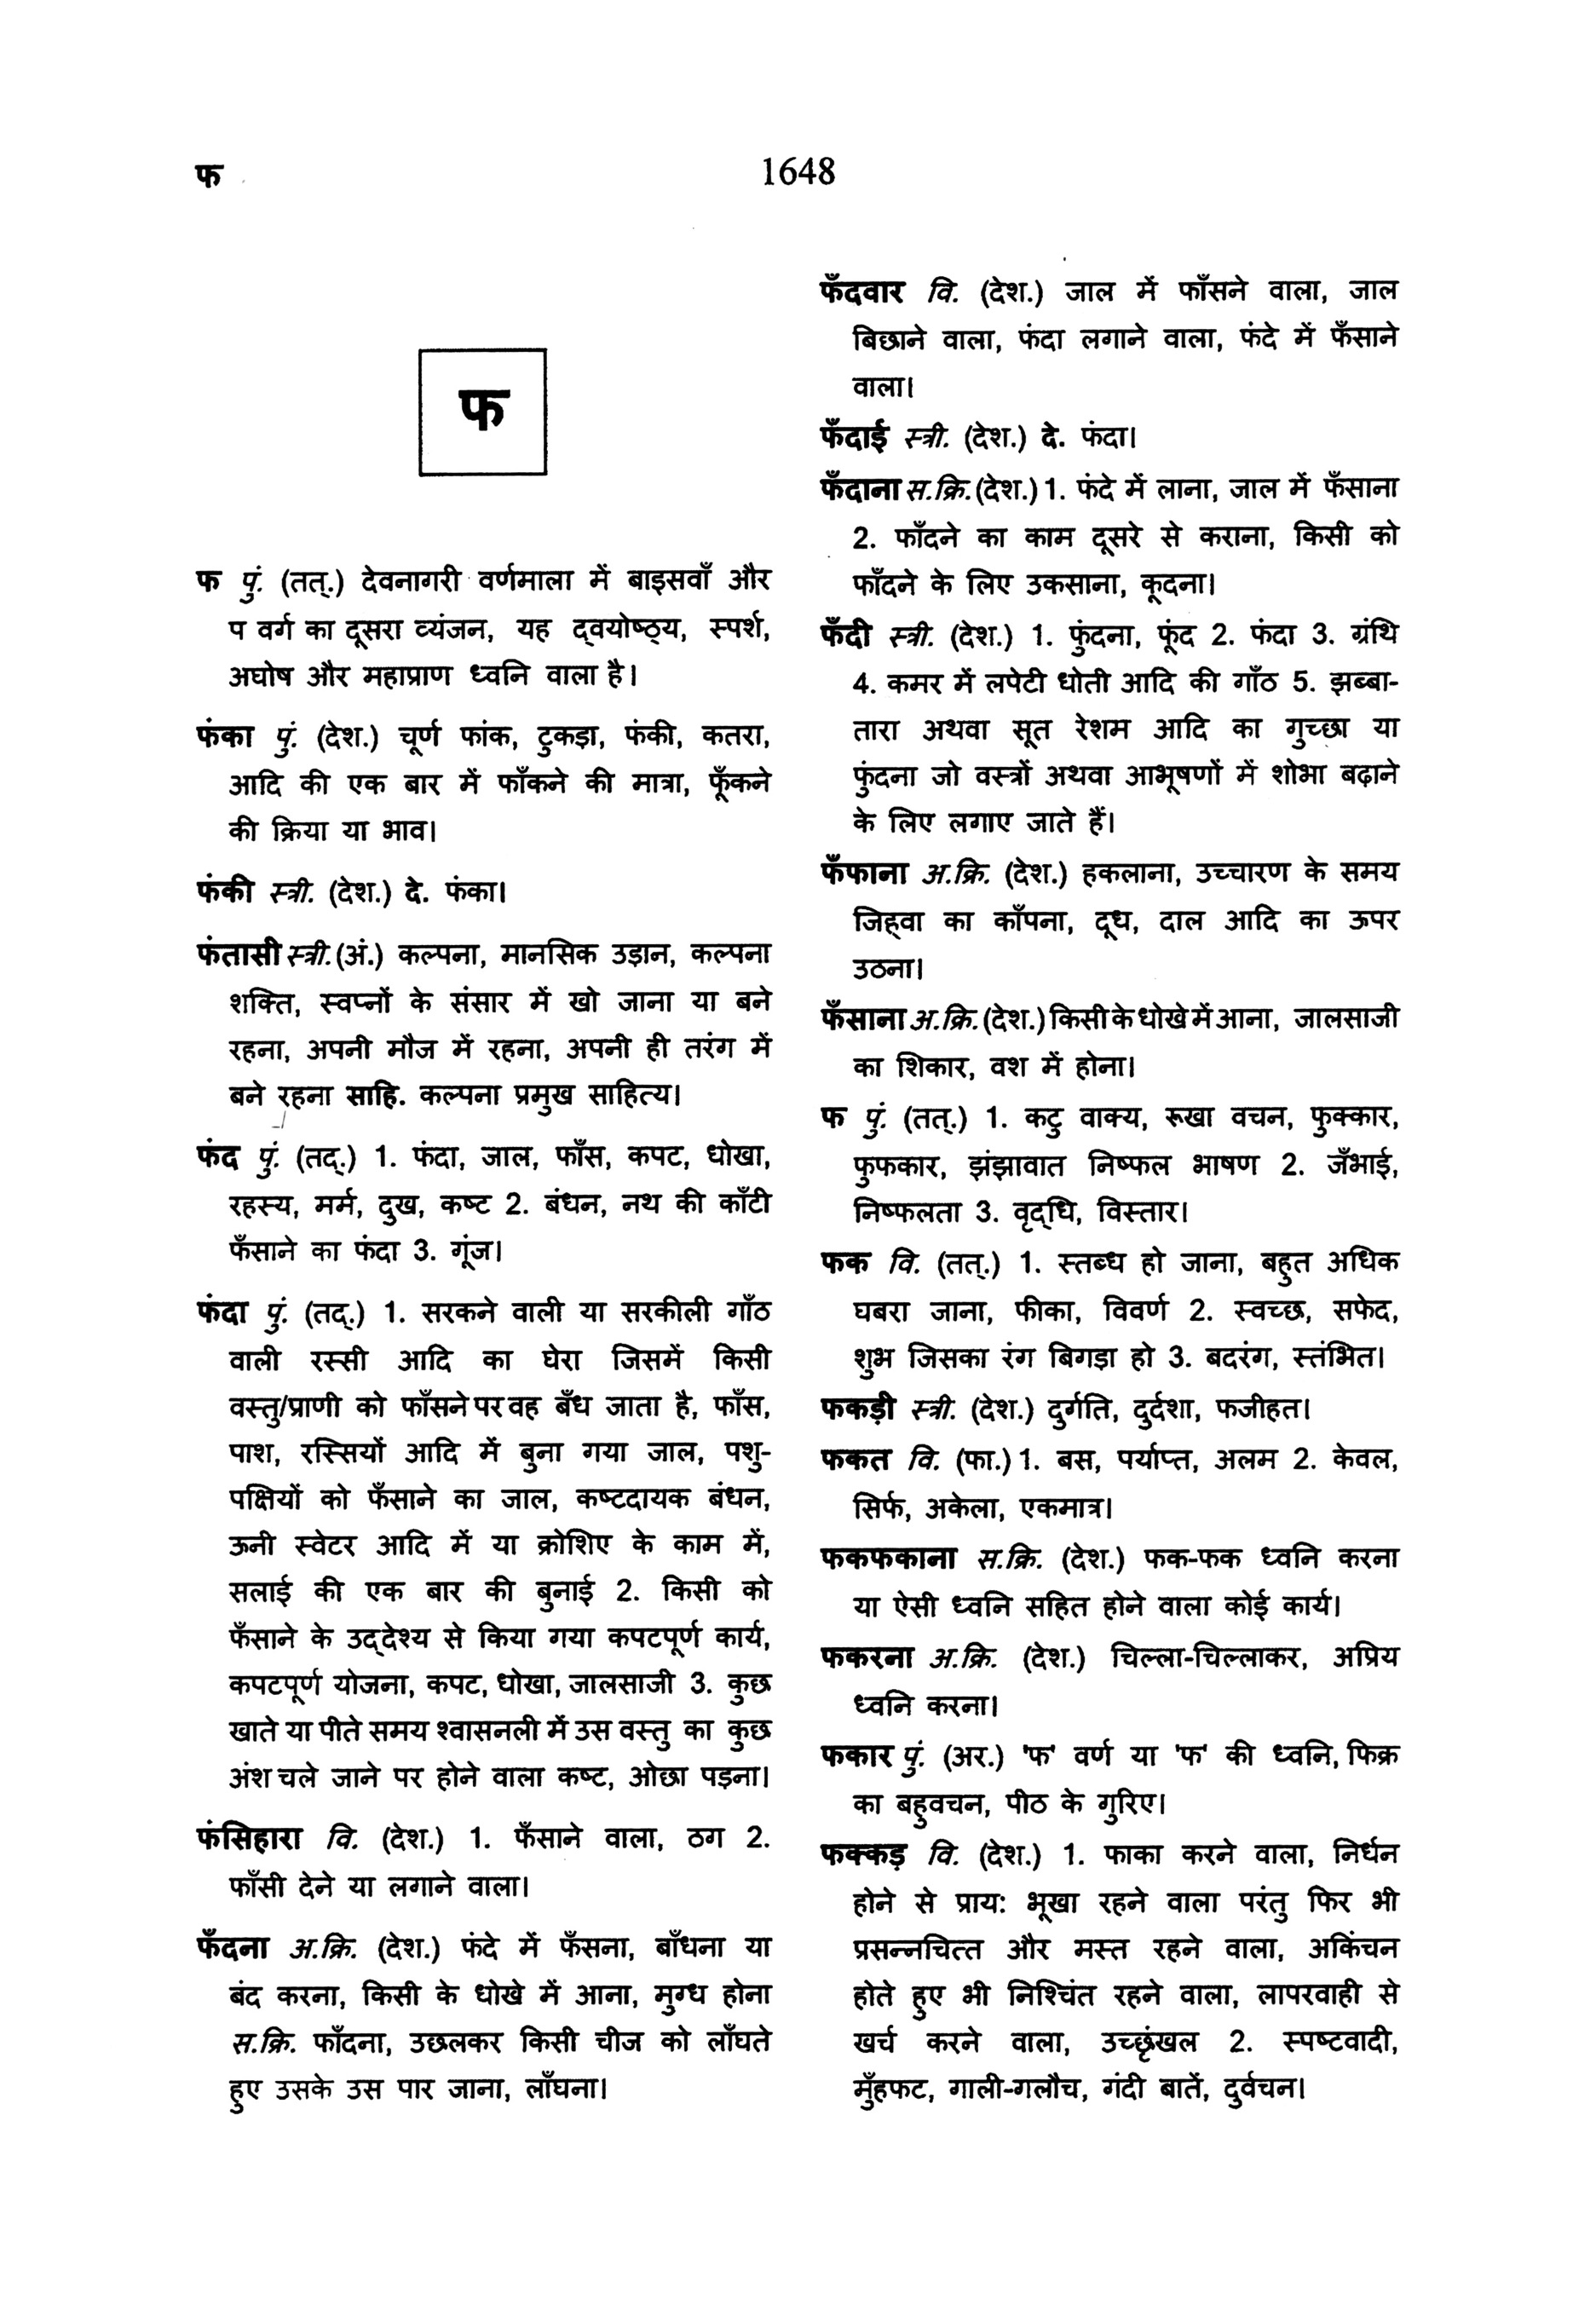 फ
1648
फ
फ पुं. (तत्.) देवनागरी वर्णमाला में बाइसवाँ और
प वर्ग का दूसरा व्यंजन, यह द्वयोष्ठ्य, स्पर्श,
अघोष और महाप्राण ध्वनि वाला है।
फंका पुं. (देश.) चूर्ण फांक, टुकड़ा, फंकी, कतरा,
आदि की एक बार में फाँकने की मात्रा, फूँकने
की क्रिया या भाव।
फंकी स्त्री. (देश.) दे. फंका।
फंतासी स्त्री. (अं.) कल्पना, मानसिक उड़ान, कल्पना
शक्ति, स्वप्नों के संसार में खो जाना या बने
रहना, अपनी मौज में रहना, अपनी ही तरंग में
बने रहना साहि. कल्पना प्रमुख साहित्य।
फंद पुं. (तद्.) 1. फंदा, जाल, फाँस, कपट, धोखा,
रहस्य, मर्म, दुख, कष्ट 2. बंधन, नथ की काँटी
फँसाने का फंदा 3. गूंज।
फंदा पुं. (तद्.) 1. सरकने वाली या सरकीली गाँठ
वाली रस्सी आदि का घेरा जिसमें किसी
वस्तु/प्राणी को फाँसने पर वह बँध जाता है, फाँस,
पाश, रस्सियों आदि में बुना गया जाल, पशु-
पक्षियों को फँसाने का जाल, कष्टदायक बंधन,
ऊनी स्वेटर आदि में या क्रोशिए के काम में,
सलाई की एक बार की बुनाई 2. किसी को
फँसाने के उद्देश्य से किया गया कपटपूर्ण कार्य,
कपटपूर्ण योजना, कपट, धोखा, जालसाजी 3. कुछ
खाते या पीते समय श्वासनली में उस वस्तु का कुछ
अंश चले जाने पर होने वाला कष्ट, ओछा पड़ना।
फंसिहारा वि. (देश.) 1. फँसाने वाला, ठग 2.
फाँसी देने या लगाने वाला।
फँदना अ.क्रि. (देश.) फंदे में फँसना, बाँधना या
बंद करना, किसी के धोखे में आना, मुग्ध होना
स.क्रि. फाँदना, उछलकर किसी चीज को लाँघते
हुए उसके उस पार जाना, लाँघना।
फँदवार वि. (देश.) जाल में फाँसने वाला, जाल
बिछाने वाला, फंदा लगाने वाला, फंदे में फँसाने
वाला।
फँदाई स्त्री. (देश.) दे. फंदा।
फँदाना स.क्रि. (देश.) 1. फंदे में लाना, जाल में फँसाना
2. फाँदने का काम दूसरे से कराना, किसी को
फाँदने के लिए उकसाना, कूदना।
फँदी स्त्री. (देश.) 1. फुंदना, फूंद 2. फंदा 3. ग्रंथि
4. कमर में लपेटी धोती आदि की गाँठ 5. झब्बा-
तारा अथवा सूत रेशम आदि का गुच्छा या
फुंदना जो वस्त्रों अथवा आभूषणों में शोभा बढ़ाने
के लिए लगाए जाते हैं।
फँफाना अ.क्रि. (देश.) हकलाना, उच्चारण के समय
जिह्वा का काँपना, दूध, दाल आदि का ऊपर
उठना।
फँसाना अ.क्रि. (देश.) किसी के धोखे में आना, जालसाजी
का शिकार, वश में होना।
फ पुं. (तत्.) 1. कटु वाक्य, रूखा वचन, फुक्कार,
फुफकार, झंझावात निष्फल भाषण 2. जँभाई,
निष्फलता 3. वृद्धि, विस्तार।
फक वि. (तत्.) 1. स्तब्ध हो जाना, बहुत अधिक
घबरा जाना, फीका, विवर्ण 2. स्वच्छ, सफेद,
शुभ जिसका रंग बिगड़ा हो 3. बदरंग, स्तंभित।
फकड़ी स्त्री. (देश.) दुर्गति, दुर्दशा, फजीहत।
फकत वि. (फा.) 1. बस, पर्याप्त, अलम 2. केवल,
सिर्फ, अकेला, एकमात्र।
फकफकाना स.क्रि. (देश.) फक-फक ध्वनि करना
या ऐसी ध्वनि सहित होने वाला कोई कार्य।
फकरना अ.क्रि. (देश.) चिल्ला-चिल्लाकर, अप्रिय
ध्वनि करना।
फकार पुं. (अर.) 'फ' वर्ण या 'फ' की ध्वनि, फिक्र
का बहुवचन, पीठ के गुरिए।
फक्कड़ वि. (देश.) 1. फाका करने वाला, निर्धन
होने से प्राय: भूखा रहने वाला परंतु फिर भी
प्रसन्नचित्त और मस्त रहने वाला, अकिंचन
होते हुए भी निश्चिंत रहने वाला, लापरवाही से
खर्च करने वाला, उच्छृंखल 2. स्पष्टवादी,
मुँहफट, गाली-गलौच, गंदी बातें, दुर्वचन।